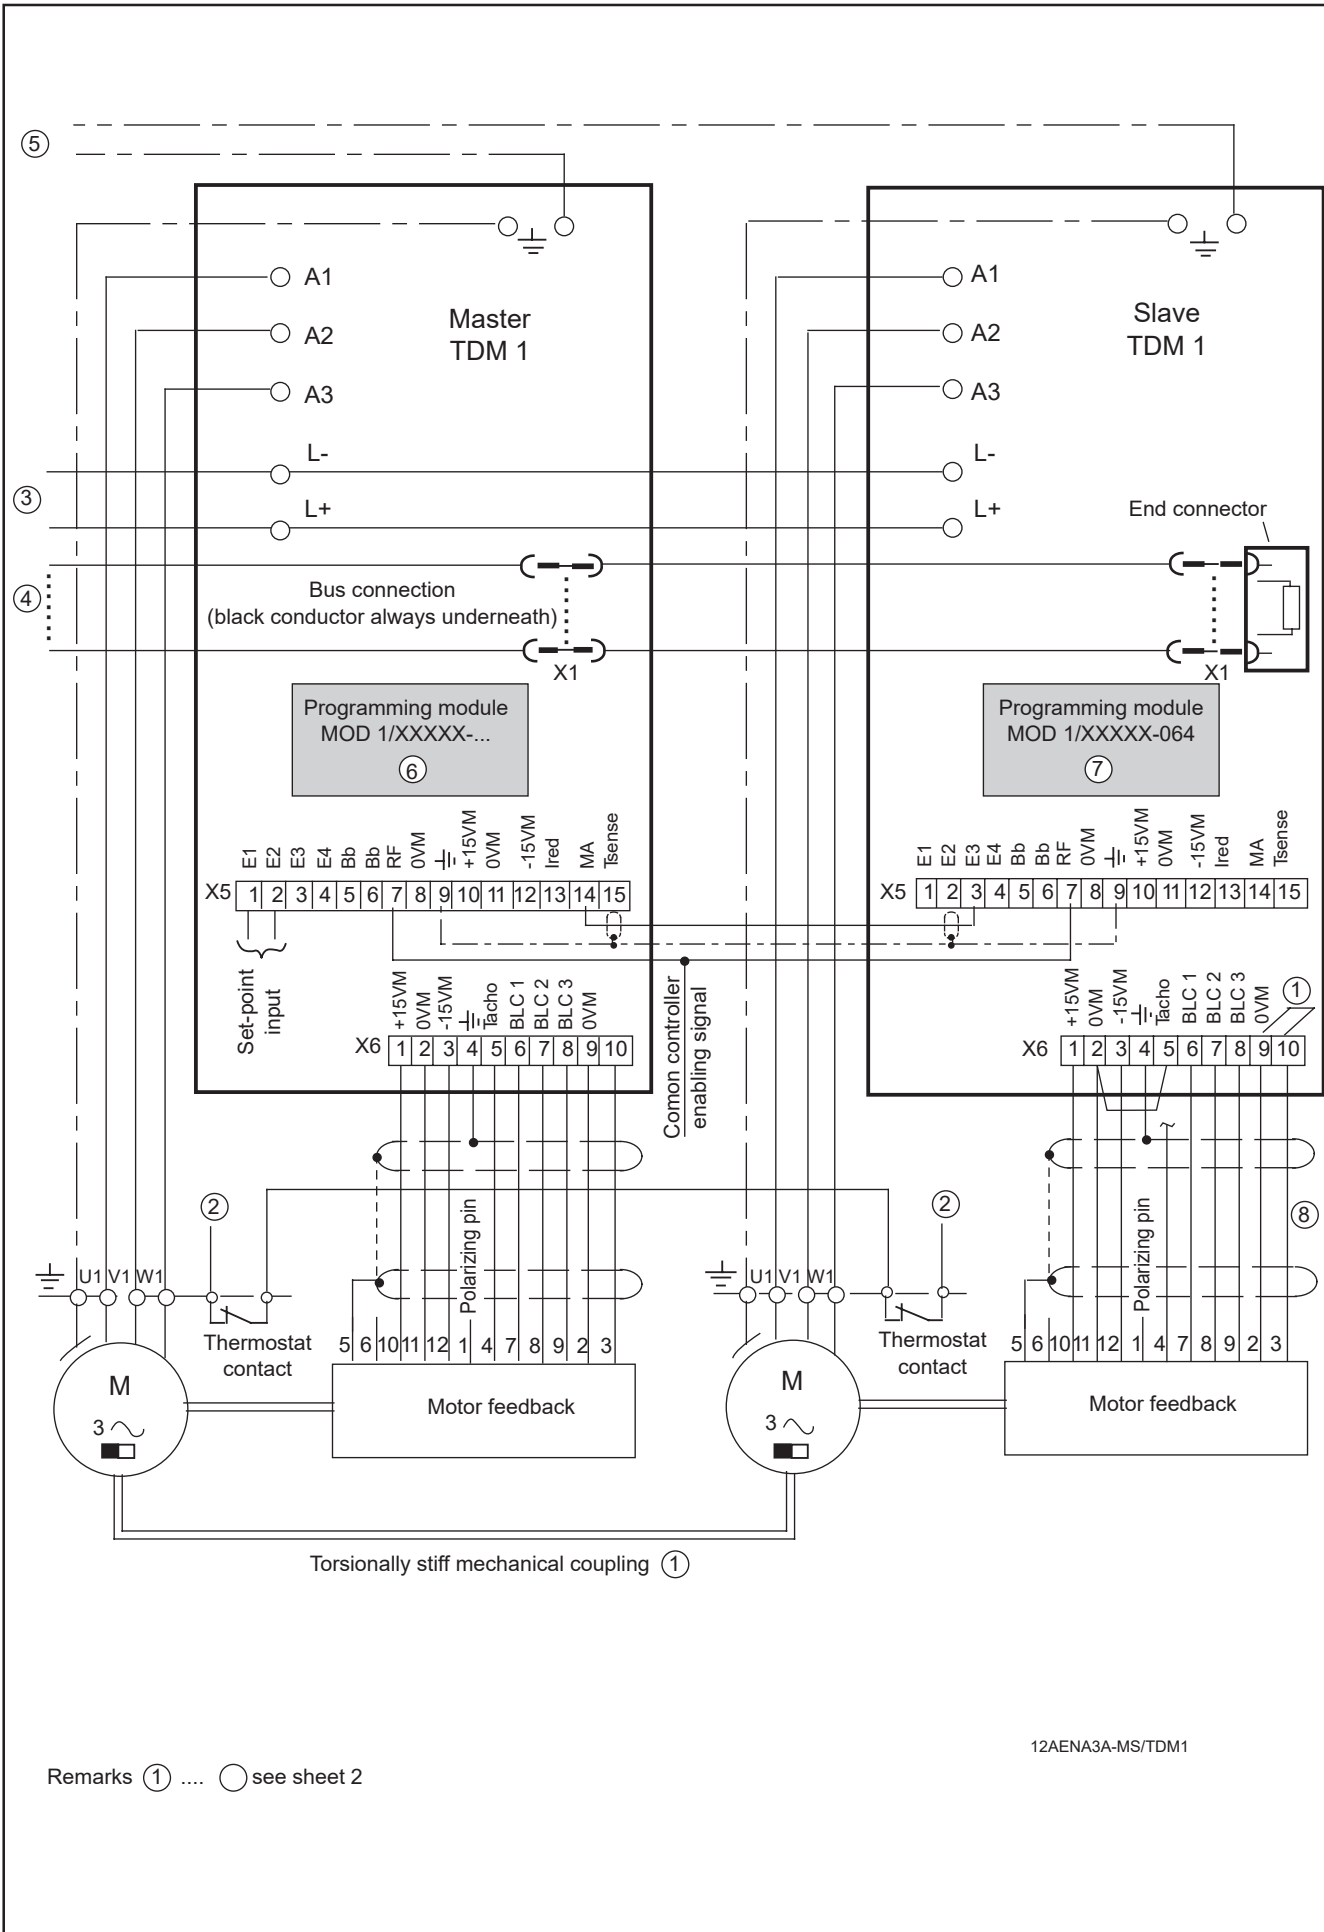 5
A1
A2
A3
Master
TDM 1
L-
L+
3
4
Bus connection
(black conductor always underneath)
X1
Programming module
MOD 1/XXXXX-...
6
E1 E2 E3 E4 Bb Bb RF 0VM +15VM 0VM -15VM Ired MA Tsense
X5 1 2 3 4 5 6 7 8 9 10 11 12 13 14 15
Set-point
input
+15VM 0VM -15VM Tacho BLC 1 BLC 2 BLC 3 0VM
X6 1 2 3 4 5 6 7 8 9 10
Comon controller
enabling signal
A1
A2
A3
Slave
TDM 1
L-
L+
End connector
X1
Programming module
MOD 1/XXXXX-064
7
E1 E2 E3 E4 Bb Bb RF 0VM +15VM 0VM -15VM Ired MA Tsense
X5 1 2 3 4 5 6 7 8 9 10 11 12 13 14 15
+15VM 0VM -15VM Tacho BLC 1 BLC 2 BLC 3 0VM
1
X6 1 2 3 4 5 6 7 8 9 10
2
U1 V1 W1
Thermostat
contact
Polarizing pin
5 6 10 11 12 1 4 7 8 9 2 3
M
3
Motor feedback
2
8
U1 V1 W1
Thermostat
contact
Polarizing pin
5 6 10 11 12 1 4 7 8 9 2 3
M
3
Motor feedback
Torsionally stiff mechanical coupling 1
12AENA3A-MS/TDM1
Remarks 1 .... see sheet 2